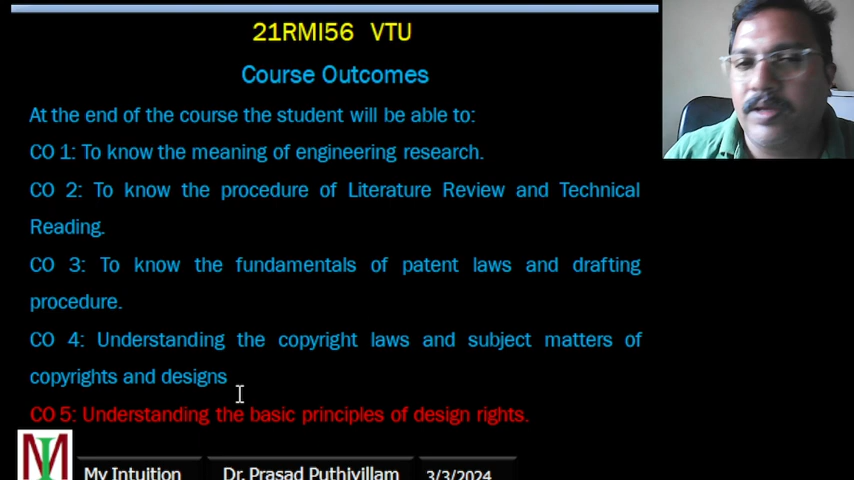 21RMI56 VTU
Course Outcomes
At the end of the course the student will be able to:
CO 1: To know the meaning of engineering research.
CO 2: To know the procedure of Literature Review and Technical
Reading.
CO 3: To know the fundamentals of patent laws and drafting
procedure.
CO 4: Understanding the copyright laws and subject matters of
copyrights and designs
CO 5: Understanding the basic principles of design rights.
MI
My Intuition
Dr. Prasad Puthiyillam
3/3/2024